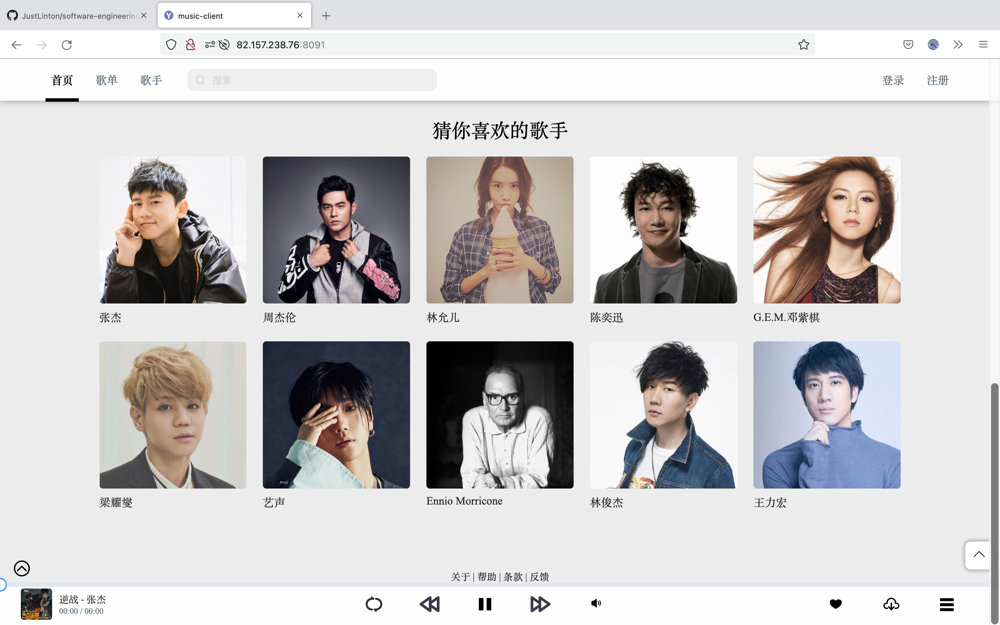 JustLinton/software-engineering
music-client
82.157.238.76:8091
首页 歌单 歌手 搜索 登录 注册
猜你喜欢的歌手
张杰 周杰伦 林允儿 陈奕迅 G.E.M.邓紫棋
梁耀燮 艺声 Ennio Morricone 林俊杰 王力宏
关于 | 帮助 | 条款 | 反馈
逆战 - 张杰
00:00 / 00:00